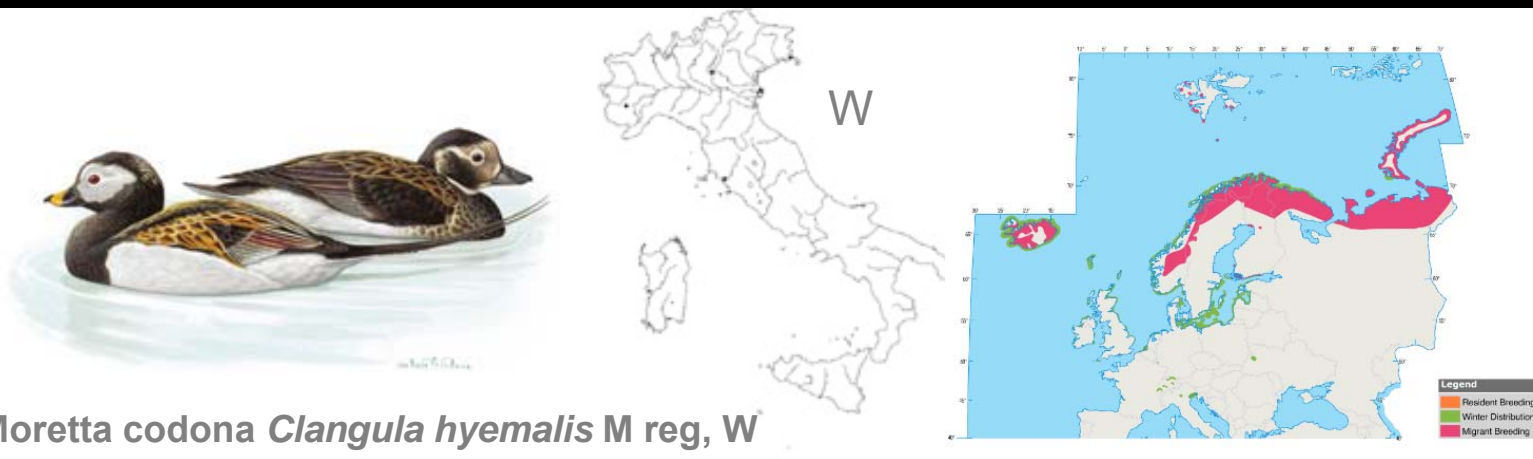 W
Moretta codona Clangula hyemalis M reg, W
Legend
Resident Breeding
Winter Distribution
Migrant Breeding